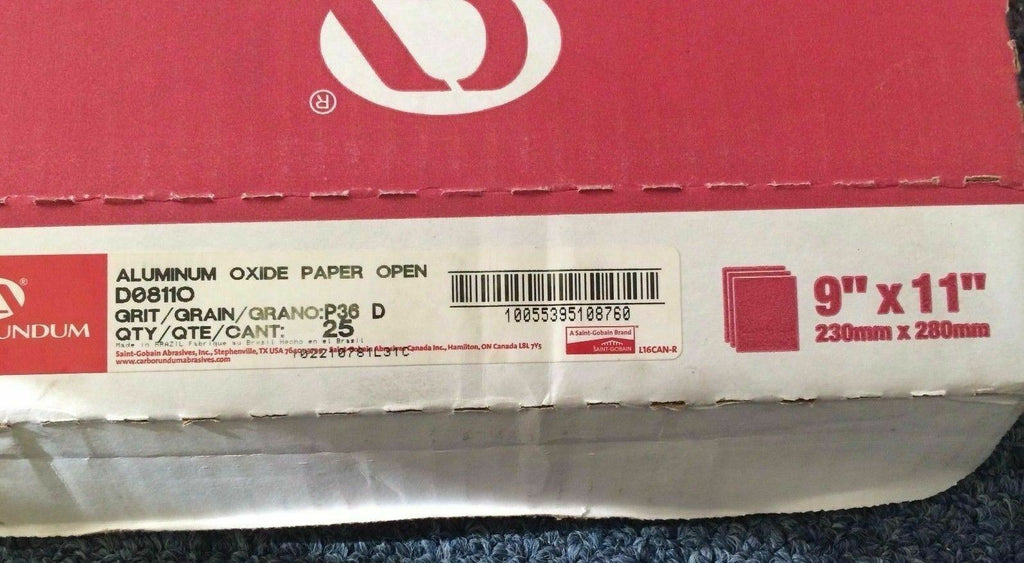 ®
®
UNDUM
ALUMINUM OXIDE PAPER OPEN
D0811O
GRIT/GRAIN/GRANO:P36 D
QTY/QTE/CANT: 25
Made in BRAZIL Fabrique au Brasil Hecho en el Brasil
Saint-Gobain Abrasives, Inc., Stephenville, TX USA Canada Inc., Hamilton, ON Canada L8L 7Y5
www.carborundumabrasives.com
10055395108760
A Saint-Gobain Brand
SAINT-GOBAIN
L16CAN-R
9" x 11"
230mm x 280mm